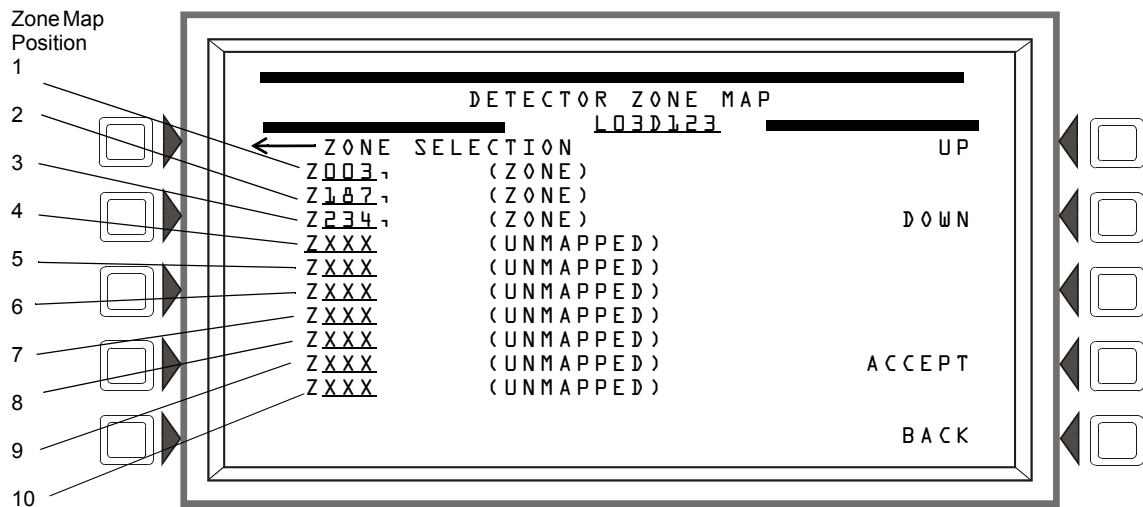 Zone Map
Position
1
2
3
4
5
6
7
8
9
10
DETECTOR ZONE MAP
L03D123
ZONE SELECTION
UP
Z003, (ZONE)
Z187, (ZONE)
Z234, (ZONE)
DOWN
ZXXX (UNMAPPED)
ZXXX (UNMAPPED)
ZXXX (UNMAPPED)
ZXXX (UNMAPPED)
ZXXX (UNMAPPED)
ZXXX (UNMAPPED)
ACCEPT
ZXXX (UNMAPPED)
BACK